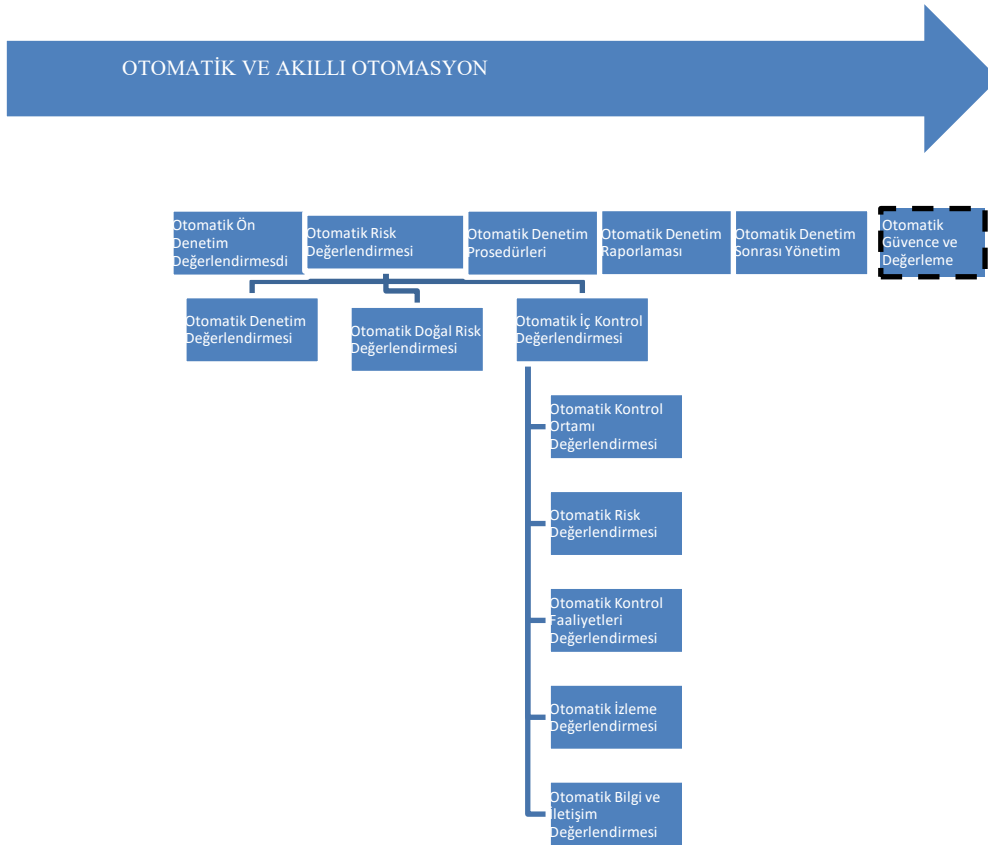 OTOMATİK VE AKILLI OTOMASYON
Otomatik Ön
Denetim
Değerlendirmesdi
Otomatik Risk
Değerlendirmesi
Otomatik Denetim
Prosedürleri
Otomatik Denetim
Raporlaması
Otomatik Denetim
Sonrası Yönetim
Otomatik
Güvence ve
Değerleme
Otomatik Denetim
Değerlendirmesi
Otomatik Doğal Risk
Değerlendirmesi
Otomatik İç Kontrol
Değerlendirmesi
Otomatik Kontrol
Ortamı
Değerlendirmesi
Otomatik Risk
Değerlendirmesi
Otomatik Kontrol
Faaliyetleri
Değerlendirmesi
Otomatik İzleme
Değerlendirmesi
Otomatik Bilgi ve
İletişim
Değerlendirmesi